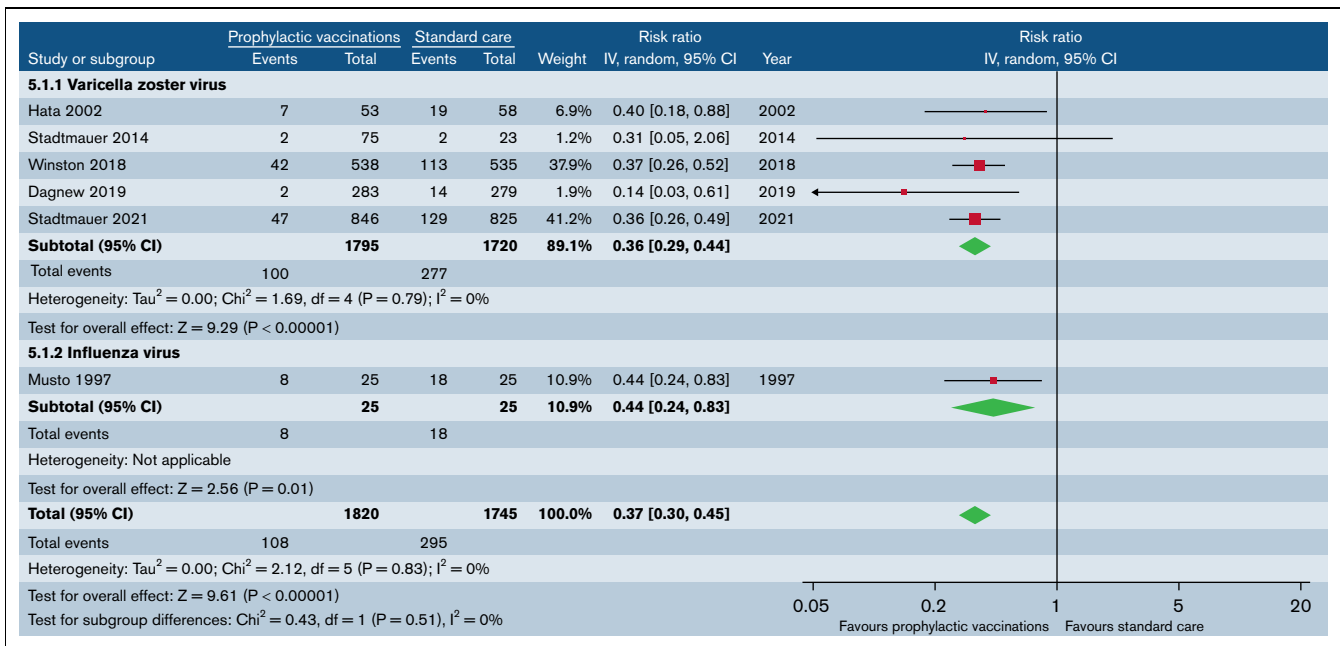 Prophylactic vaccinations Standard care Risk ratio Risk ratio
Study or subgroup Events Total Events Total Weight IV, random, 95% CI Year IV, random, 95% CI
5.1.1 Varicella zoster virus
Hata 2002 7 53 19 58 6.9% 0.40 [0.18, 0.88] 2002
Stadtmauer 2014 2 75 2 23 1.2% 0.31 [0.05, 2.06] 2014
Winston 2018 42 538 113 535 37.9% 0.37 [0.26, 0.52] 2018
Dagnew 2019 2 283 14 279 1.9% 0.14 [0.03, 0.61] 2019
Stadtmauer 2021 47 846 129 825 41.2% 0.36 [0.26, 0.49] 2021
Subtotal (95% CI) 1795 1720 89.1% 0.36 [0.29, 0.44]
Total events 100 277
Heterogeneity: Tau² = 0.00; Chi² = 1.69, df = 4 (P = 0.79); I² = 0%
Test for overall effect: Z = 9.29 (P < 0.00001)
5.1.2 Influenza virus
Musto 1997 8 25 18 25 10.9% 0.44 [0.24, 0.83] 1997
Subtotal (95% CI) 25 25 10.9% 0.44 [0.24, 0.83]
Total events 8 18
Heterogeneity: Not applicable
Test for overall effect: Z = 2.56 (P = 0.01)
Total (95% CI) 1820 1745 100.0% 0.37 [0.30, 0.45]
Total events 108 295
Heterogeneity: Tau² = 0.00; Chi² = 2.12, df = 5 (P = 0.83); I² = 0%
Test for overall effect: Z = 9.61 (P < 0.00001)
Test for subgroup differences: Chi² = 0.43, df = 1 (P = 0.51), I² = 0%
0.05 0.2 1 5 20
Favours prophylactic vaccinations Favours standard care